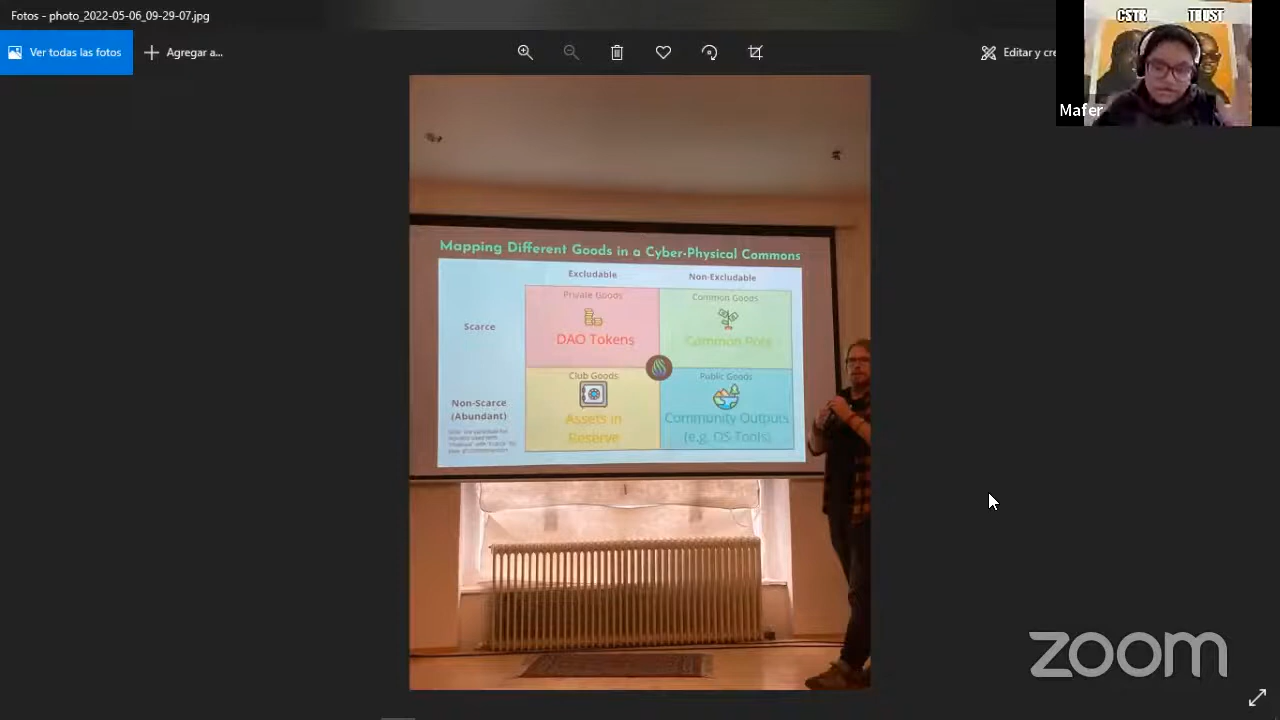 Fotos - photo_2022-05-06_09-29-07.jpg
Ver todas las fotos
Agregar a...
Editar y cre
CSTB TRUST
Mafer
Mapping Different Goods in a Cyber-Physical Commons
Excludable
Non-Excludable
Scarce
Private Goods
DAO Tokens
Common Goods
Common Pool
Non-Scarce
(Abundant)
Club Goods
Assets in
Reserve
Public Goods
Community Outputs
(e.g. OS Tools)
zoom